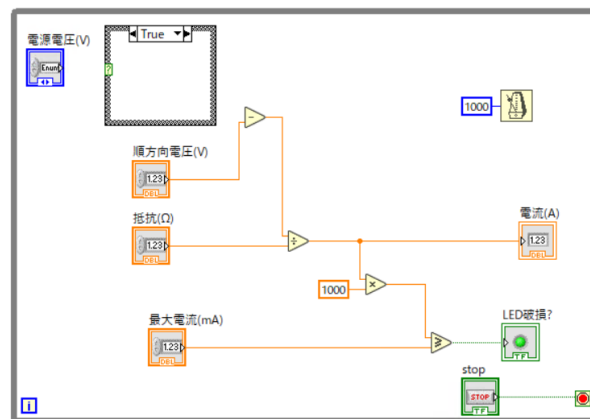 電源電圧(V)
Enum
True
?
1000
順方向電圧(V)
1.23
DBL
抵抗(Ω)
1.23
DBL
電流(A)
1.23
DBL
1000
最大電流(mA)
1.23
DBL
LED破損?
TF
stop
STOP
TF
i